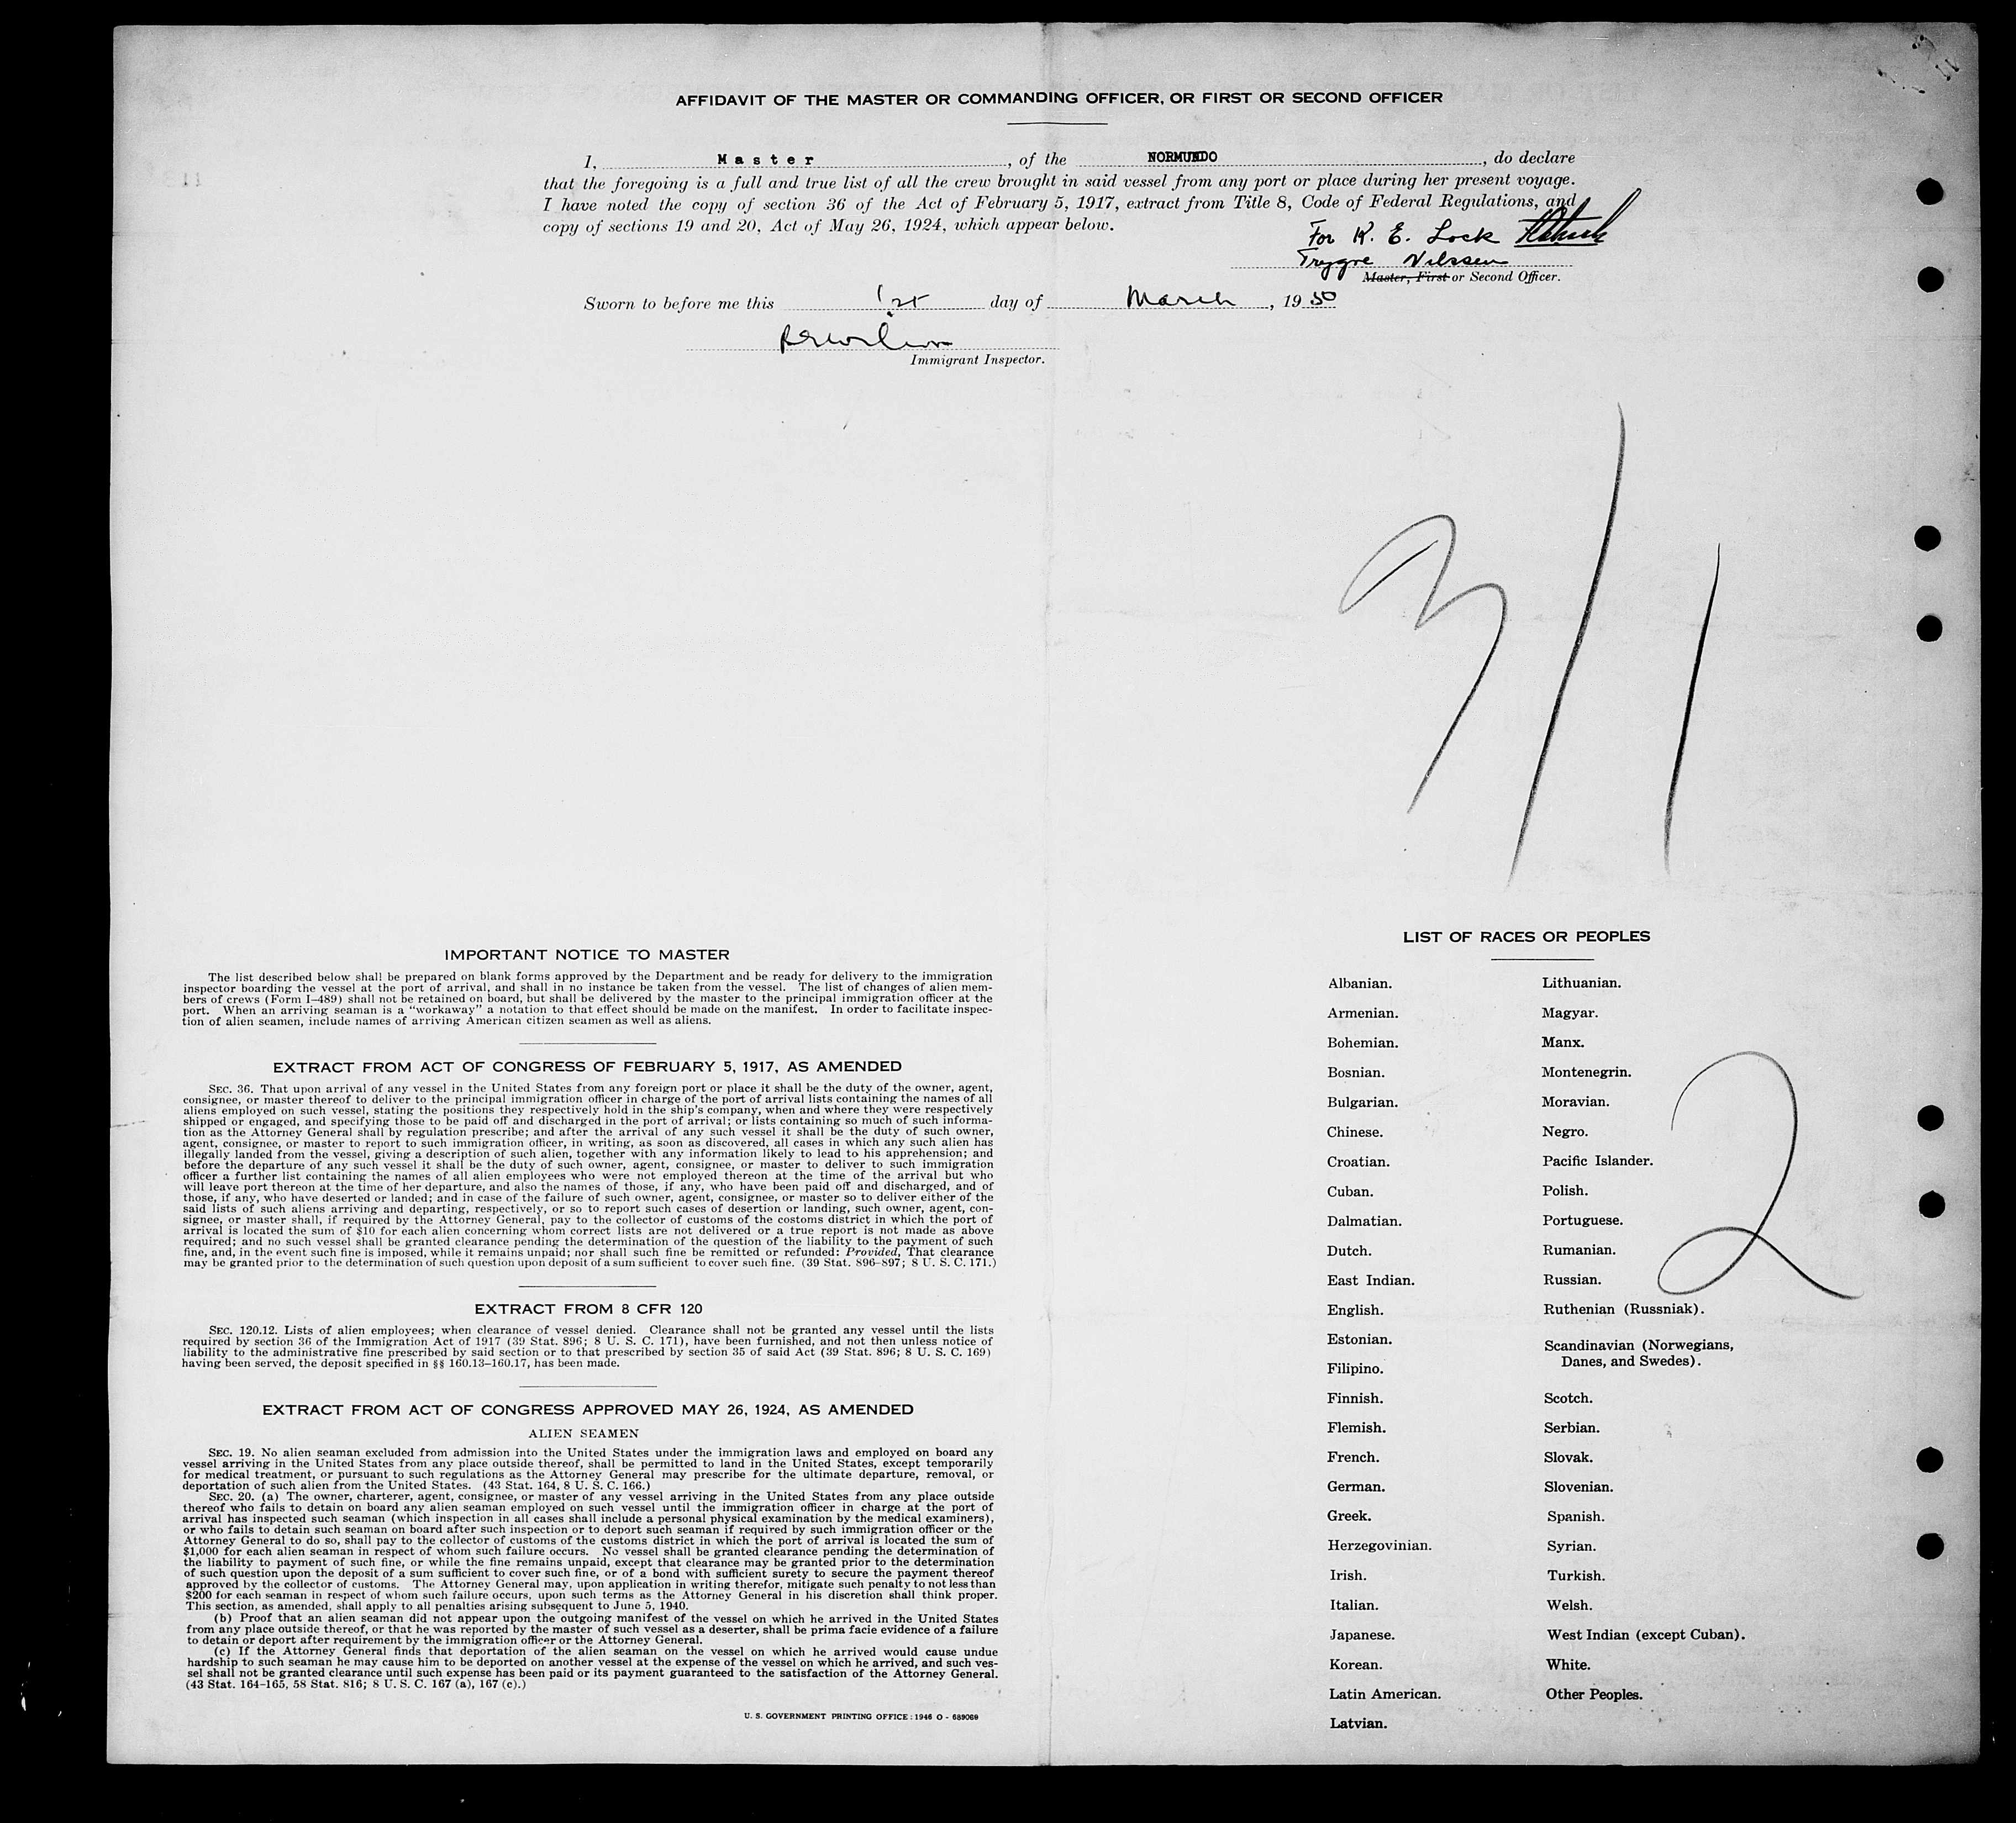 AFFIDAVIT OF THE MASTER OR COMMANDING OFFICER, OR FIRST OR SECOND OFFICER
I, Master, of the NORMUNDO, do declare
that the foregoing is a full and true list of all the crew brought in said vessel from any port or place during her present voyage.
I have noted the copy of section 36 of the Act of February 5, 1917, extract from Title 8, Code of Federal Regulations, and
copy of sections 19 and 20, Act of May 26, 1924, which appear below.
For K. E. Lock
Trygve Nilssen
Master, First or Second Officer.
Sworn to before me this 1st day of March, 1950
Immigrant Inspector.
3/1
IMPORTANT NOTICE TO MASTER
The list described below shall be prepared on blank forms approved by the Department and be ready for delivery to the immigration
inspector boarding the vessel at the port of arrival, and shall in no instance be taken from the vessel. The list of changes of alien mem-
bers of crews (Form I–489) shall not be retained on board, but shall be delivered by the master to the principal immigration officer at the
port. When an arriving seaman is a "workaway" a notation to that effect should be made on the manifest. In order to facilitate inspec-
tion of alien seamen, include names of arriving American citizen seamen as well as aliens.
EXTRACT FROM ACT OF CONGRESS OF FEBRUARY 5, 1917, AS AMENDED
SEC. 36. That upon arrival of any vessel in the United States from any foreign port or place it shall be the duty of the owner, agent,
consignee, or master thereof to deliver to the principal immigration officer in charge of the port of arrival lists containing the names of all
aliens employed on such vessel, stating the positions they respectively hold in the ship's company, when and where they were respectively
shipped or engaged, and specifying those to be paid off and discharged in the port of arrival; or lists containing so much of such informa-
tion as the Attorney General shall by regulation prescribe; and after the arrival of any such vessel it shall be the duty of such owner,
agent, consignee, or master to report to such immigration officer, in writing, as soon as discovered, all cases in which any such alien has
illegally landed from the vessel, giving a description of such alien, together with any information likely to lead to his apprehension; and
before the departure of any such vessel it shall be the duty of such owner, agent, consignee, or master to deliver to such immigration
officer a further list containing the names of all alien employees who were not employed thereon at the time of the arrival but who
will leave port thereon at the time of her departure, and also the names of those, if any, who have been paid off and discharged, and of
those, if any, who have deserted or landed; and in case of the failure of such owner, agent, consignee, or master so to deliver either of the
said lists of such aliens arriving and departing, respectively, or so to report such cases of desertion or landing, such owner, agent, con-
signee, or master shall, if required by the Attorney General, pay to the collector of customs of the costoms district in which the port of
arrival is located the sum of $10 for each alien concerning whom correct lists are not delivered or a true report is not made as above
required; and no such vessel shall be granted clearance pending the determination of the question of the liability to the payment of such
fine, and, in the event such fine is imposed, while it remains unpaid; nor shall such fine be remitted or refunded: Provided, That clearance
may be granted prior to the determination of such question upon deposit of a sum sufficient to cover such fine. (39 Stat. 896–897; 8 U. S. C. 171.)
EXTRACT FROM 8 CFR 120
SEC. 120.12. Lists of alien employees; when clearance of vessel denied. Clearance shall not be granted any vessel until the lists
required by section 36 of the Immigration Act of 1917 (39 Stat. 896; 8 U. S. C. 171), have been furnished, and not then unless notice of
liability to the administrative fine prescribed by said section or to that prescribed by section 35 of said Act (39 Stat. 896; 8 U. S. C. 169)
having been served, the deposit specified in §§ 160.13–160.17, has been made.
EXTRACT FROM ACT OF CONGRESS APPROVED MAY 26, 1924, AS AMENDED
ALIEN SEAMEN
SEC. 19. No alien seaman excluded from admission into the United States under the immigration laws and employed on board any
vessel arriving in the United States from any place outside thereof, shall be permitted to land in the United States, except temporarily
for medical treatment, or pursuant to such regulations as the Attorney General may prescribe for the ultimate departure, removal, or
deportation of such alien from the United States. (43 Stat. 164, 8 U. S. C. 166.)
SEC. 20. (a) The owner, charterer, agent, consignee, or master of any vessel arriving in the United States from any place outside
thereof who fails to detain on board any alien seaman employed on such vessel until the immigration officer in charge at the port of
arrival has inspected such seaman (which inspection in all cases shall include a personal physical examination by the medical examiners),
or who fails to detain such seaman on board after such inspection or to deport such seaman if required by such immigration officer or the
Attorney General to do so, shall pay to the collector of customs of the customs district in which the port of arrival is located the sum of
$1,000 for each alien seaman in respect of whom such failure occurs. No vessel shall be granted clearance pending the determination of
the liability to payment of such fine, or while the fine remains unpaid, except that clearance may be granted prior to the determination
of such question upon the deposit of a sum sufficient to cover such fine, or of a bond with sufficient surety to secure the payment thereof
approved by the collector of customs. The Attorney General may, upon application in writing therefor, mitigate such penalty to not less than
$200 for each seaman in respect of whom such failure occurs, upon such terms as the Attorney General in his discretion shall think proper.
This section, as amended, shall apply to all penalties arising subsequent to June 5, 1940.
(b) Proof that an alien seaman did not appear upon the outgoing manifest of the vessel on which he arrived in the United States
from any place outside thereof, or that he was reported by the master of such vessel as a deserter, shall be prima facie evidence of a failure
to detain or deport after requirement by the immigration officer or the Attorney General.
(c) If the Attorney General finds that deportation of the alien seaman on the vessel on which he arrived would cause undue
hardship to such seaman he may cause him to be deported on another vessel at the expense of the vessel on which he arrived, and such ves-
sel shall not be granted clearance until such expense has been paid or its payment guaranteed to the satisfaction of the Attorney General.
(43 Stat. 164–165, 58 Stat. 816; 8 U. S. C. 167 (a), 167 (c).)
U. S. GOVERNMENT PRINTING OFFICE : 1946 O - 689069
LIST OF RACES OR PEOPLES
Albanian.
Armenian.
Bohemian.
Bosnian.
Bulgarian.
Chinese.
Croatian.
Cuban.
Dalmatian.
Dutch.
East Indian.
English.
Estonian.
Filipino.
Finnish.
Flemish.
French.
German.
Greek.
Herzegovinian.
Irish.
Italian.
Japanese.
Korean.
Latin American.
Latvian.
Lithuanian.
Magyar.
Manx.
Montenegrin.
Moravian.
Negro.
Pacific Islander.
Polish.
Portuguese.
Rumanian.
Russian.
Ruthenian (Russniak).
Scandinavian (Norwegians,
Danes, and Swedes).
Scotch.
Serbian.
Slovak.
Slovenian.
Spanish.
Syrian.
Turkish.
Welsh.
West Indian (except Cuban).
White.
Other Peoples.
2